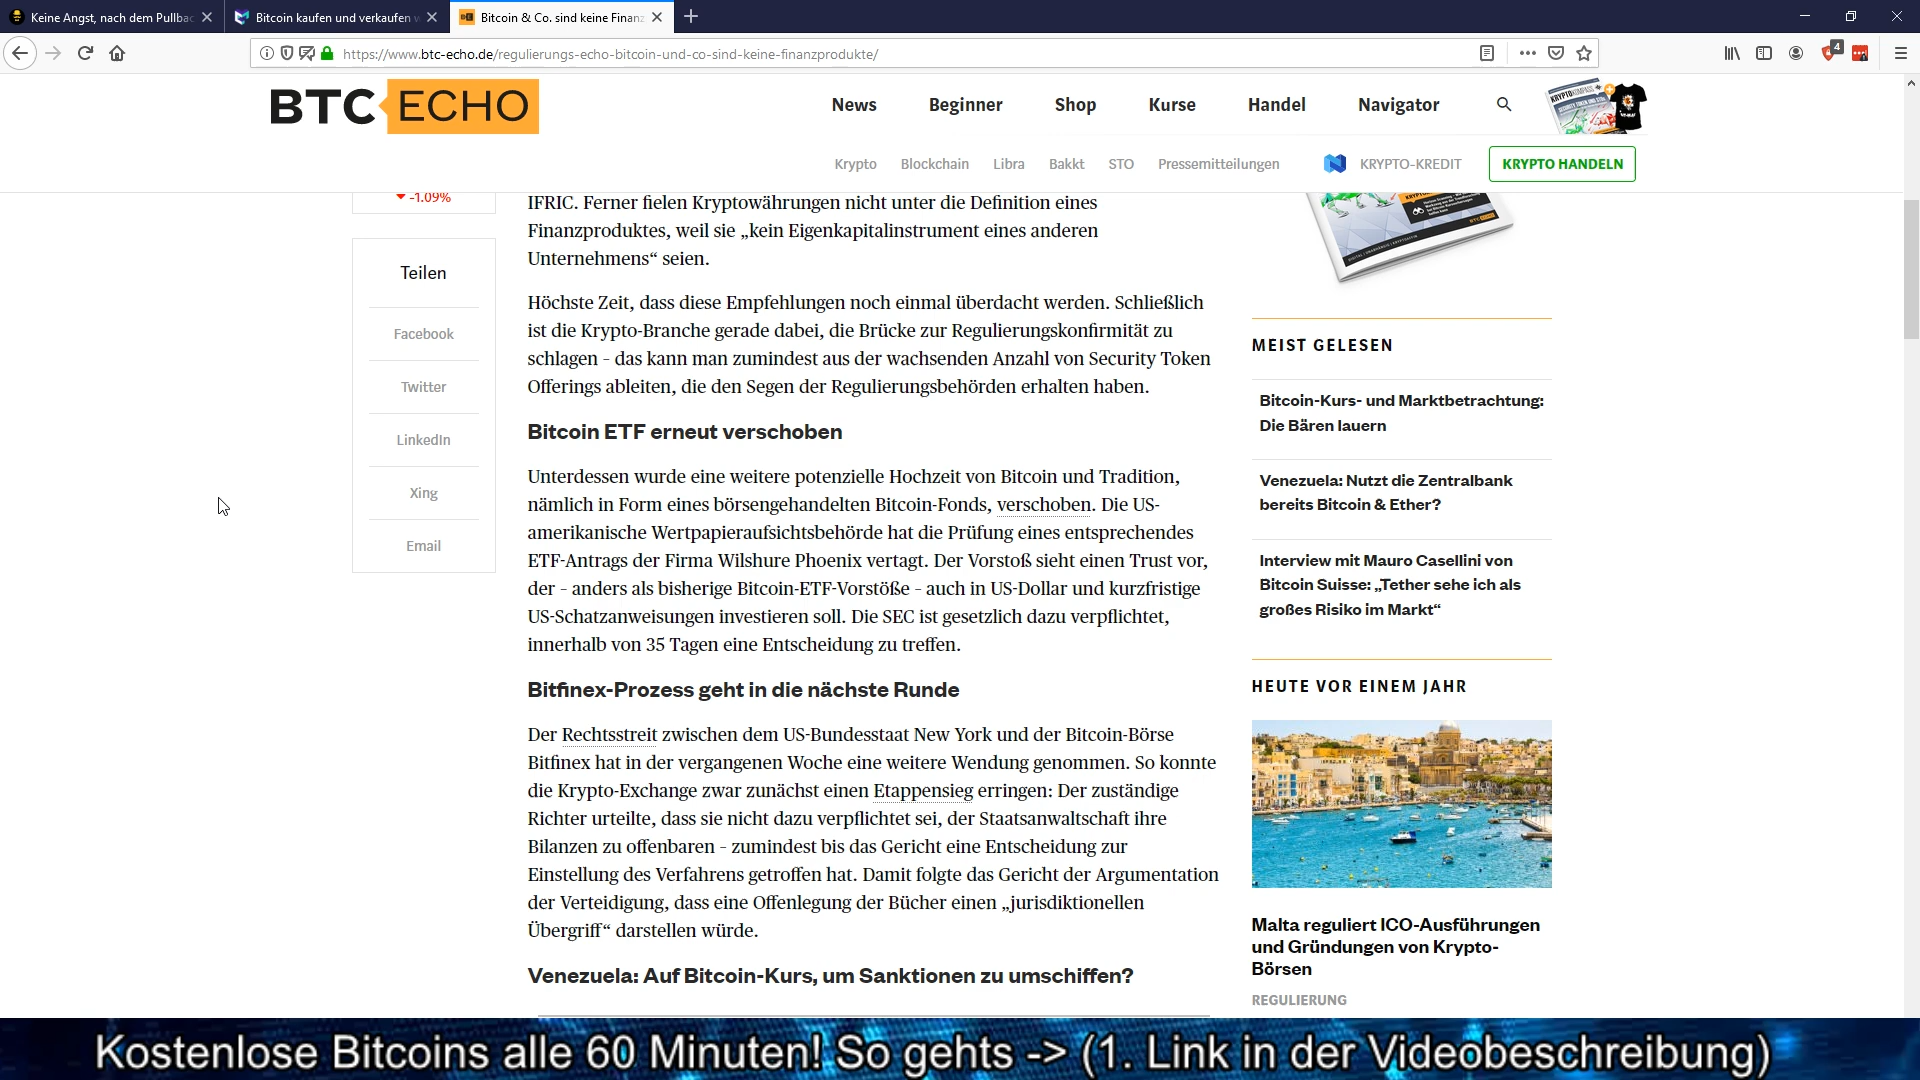 Keine Angst, nach dem Pullbac
Bitcoin kaufen und verkaufen w
Bitcoin & Co. sind keine Finanz
https://www.btc-echo.de/regulierungs-echo-bitcoin-und-co-sind-keine-finanzprodukte/
4
BTC ECHO
News
Beginner
Shop
Kurse
Handel
Navigator
Krypto
Blockchain
Libra
Bakkt
STO
Pressemitteilungen
KRYPTO-KREDIT
KRYPTO HANDELN
-1.09%
Teilen
Facebook
Twitter
LinkedIn
Xing
Email
IFRIC. Ferner fielen Kryptowährungen nicht unter die Definition eines
Finanzproduktes, weil sie „kein Eigenkapitalinstrument eines anderen
Unternehmens“ seien.
Höchste Zeit, dass diese Empfehlungen noch einmal überdacht werden. Schließlich
ist die Krypto-Branche gerade dabei, die Brücke zur Regulierungskonfirmität zu
schlagen – das kann man zumindest aus der wachsenden Anzahl von Security Token
Offerings ableiten, die den Segen der Regulierungsbehörden erhalten haben.
Bitcoin ETF erneut verschoben
Unterdessen wurde eine weitere potenzielle Hochzeit von Bitcoin und Tradition,
nämlich in Form eines börsengehandelten Bitcoin-Fonds, verschoben. Die US-
amerikanische Wertpapieraufsichtsbehörde hat die Prüfung eines entsprechendes
ETF-Antrags der Firma Wilshure Phoenix vertagt. Der Vorstoß sieht einen Trust vor,
der – anders als bisherige Bitcoin-ETF-Vorstöße – auch in US-Dollar und kurzfristige
US-Schatzanweisungen investieren soll. Die SEC ist gesetzlich dazu verpflichtet,
innerhalb von 35 Tagen eine Entscheidung zu treffen.
Bitfinex-Prozess geht in die nächste Runde
Der Rechtsstreit zwischen dem US-Bundesstaat New York und der Bitcoin-Börse
Bitfinex hat in der vergangenen Woche eine weitere Wendung genommen. So konnte
die Krypto-Exchange zwar zunächst einen Etappensieg erringen: Der zuständige
Richter urteilte, dass sie nicht dazu verpflichtet sei, der Staatsanwaltschaft ihre
Bilanzen zu offenbaren – zumindest bis das Gericht eine Entscheidung zur
Einstellung des Verfahrens getroffen hat. Damit folgte das Gericht der Argumentation
der Verteidigung, dass eine Offenlegung der Bücher einen „jurisdiktionellen
Übergriff“ darstellen würde.
Venezuela: Auf Bitcoin-Kurs, um Sanktionen zu umschiffen?
MEIST GELESEN
Bitcoin-Kurs- und Marktbetrachtung:
Die Bären lauern
Venezuela: Nutzt die Zentralbank
bereits Bitcoin & Ether?
Interview mit Mauro Casellini von
Bitcoin Suisse: „Tether sehe ich als
großes Risiko im Markt“
HEUTE VOR EINEM JAHR
Malta reguliert ICO-Ausführungen
und Gründungen von Krypto-
Börsen
REGULIERUNG
Kostenlose Bitcoins alle 60 Minuten! So gehts -> (1. Link in der Videobeschreibung)